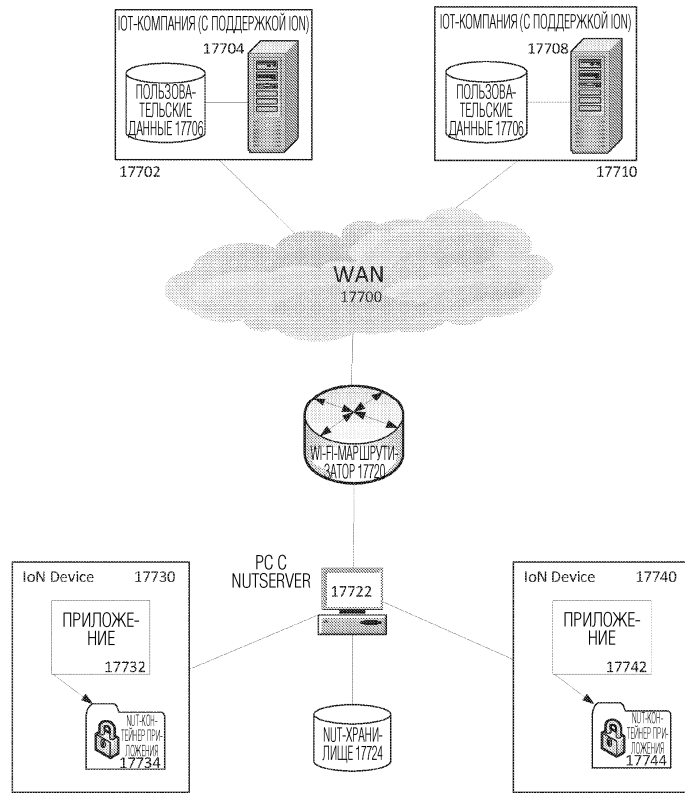 IOT-КОМПАНИЯ (С ПОДДЕРЖКОЙ ION)
17704
ПОЛЬЗОВА-
ТЕЛЬСКИЕ
ДАННЫЕ 17706
17702
IOT-КОМПАНИЯ (С ПОДДЕРЖКОЙ ION)
17708
ПОЛЬЗОВА-
ТЕЛЬСКИЕ
ДАННЫЕ 17706
17710
WAN
17700
WI-FI-МАРШРУТИ-
ЗАТОР 17720
PC С
NUTSERVER
17722
IoN Device 17730
ПРИЛОЖЕ-
НИЕ
17732
NUT-КОН-
ТЕЙНЕР ПРИ-
ЛОЖЕНИЯ
17734
NUT-ХРАНИ-
ЛИЩЕ 17724
IoN Device 17740
ПРИЛОЖЕ-
НИЕ
17742
NUT-КОН-
ТЕЙНЕР ПРИ-
ЛОЖЕНИЯ
17744